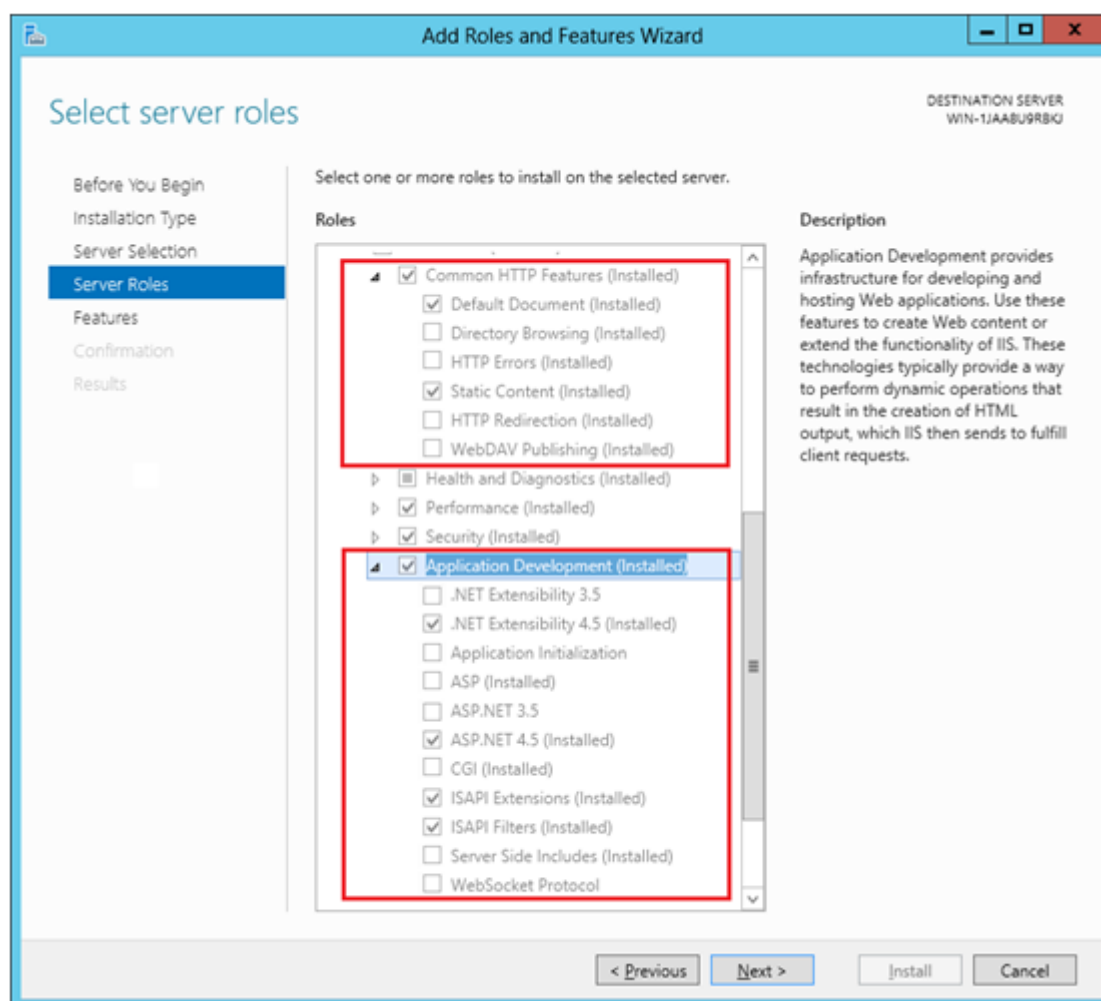 Add Roles and Features Wizard
Select server roles
DESTINATION SERVER
WIN-1JAABU9RBKJ
Before You Begin
Installation Type
Server Selection
Server Roles
Features
Confirmation
Results
Select one or more roles to install on the selected server.
Roles
Common HTTP Features (Installed)
Default Document (Installed)
Directory Browsing (Installed)
HTTP Errors (Installed)
Static Content (Installed)
HTTP Redirection (Installed)
WebDAV Publishing (Installed)
Health and Diagnostics (Installed)
Performance (Installed)
Security (Installed)
Application Development (Installed)
.NET Extensibility 3.5
.NET Extensibility 4.5 (Installed)
Application Initialization
ASP (Installed)
ASP.NET 3.5
ASP.NET 4.5 (Installed)
CGI (Installed)
ISAPI Extensions (Installed)
ISAPI Filters (Installed)
Server Side Includes (Installed)
WebSocket Protocol
Description
Application Development provides
infrastructure for developing and
hosting Web applications. Use these
features to create Web content or
extend the functionality of IIS. These
technologies typically provide a way
to perform dynamic operations that
result in the creation of HTML
output, which IIS then sends to fulfill
client requests.
< Previous
Next >
Install
Cancel